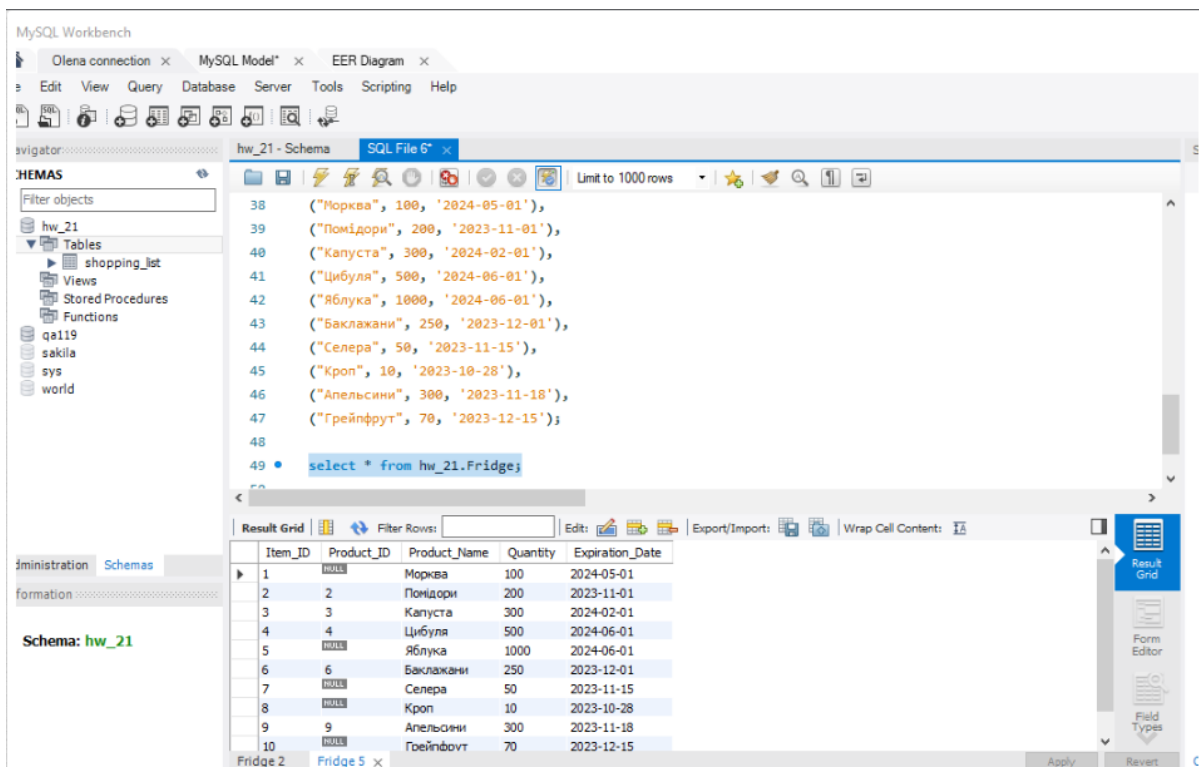 MySQL Workbench
Olena connection × MySQL Model* × EER Diagram ×
Edit View Query Database Server Tools Scripting Help
hw_21 - Schema SQL File 6* ×
CHEMAS
Filter objects
hw_21
Tables
shopping_list
Views
Stored Procedures
Functions
qa119
sakila
sys
world
Limit to 1000 rows
38 ("Морква", 100, '2024-05-01'),
39 ("Помідори", 200, '2023-11-01'),
40 ("Капуста", 300, '2024-02-01'),
41 ("Цибуля", 500, '2024-06-01'),
42 ("Яблука", 1000, '2024-06-01'),
43 ("Баклажани", 250, '2023-12-01'),
44 ("Селера", 50, '2023-11-15'),
45 ("Кроп", 10, '2023-10-28'),
46 ("Апельсини", 300, '2023-11-18'),
47 ("Грейпфрут", 70, '2023-12-15');
48
49 select * from hw_21.Fridge;
Result Grid Filter Rows: Edit: Export/Import: Wrap Cell Content:
Item_ID Product_ID Product_Name Quantity Expiration_Date
1 NULL Морква 100 2024-05-01
2 2 Помідори 200 2023-11-01
3 3 Капуста 300 2024-02-01
4 4 Цибуля 500 2024-06-01
5 NULL Яблука 1000 2024-06-01
6 6 Баклажани 250 2023-12-01
7 NULL Селера 50 2023-11-15
8 NULL Кроп 10 2023-10-28
9 9 Апельсини 300 2023-11-18
10 NULL Грейпфрут 70 2023-12-15
Result
Grid
Form
Editor
Field
Types
dministration Schemas
formation
Schema: hw_21
Fridge 2 Fridge 5 × Apply Revert